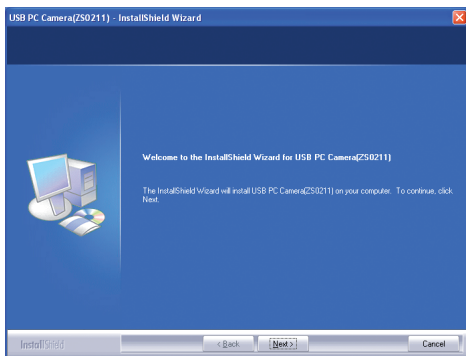 USB PC Camera(ZS0211) - InstallShield Wizard
Welcome to the InstallShield Wizard for USB PC Camera(ZS0211)
The InstallShield Wizard will install USB PC Camera(ZS0211) on your computer. To continue, click
Next.
InstallShield
< Back Next > Cancel